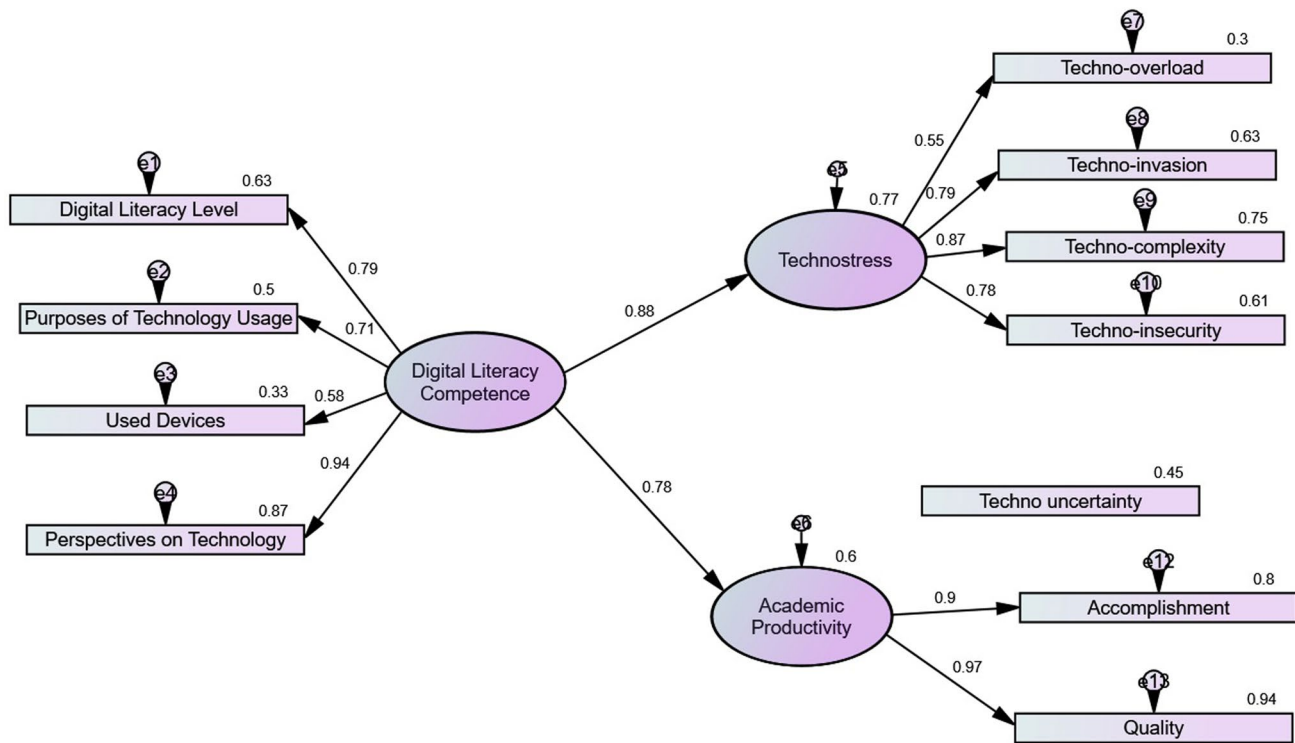 e7
0.3
Techno-overload
e8
0.63
Techno-invasion
0.55
e1
0.63
Digital Literacy Level
e5
0.77
0.79
e9
0.75
Techno-complexity
0.87
Technostress
e2
0.5
Purposes of Technology Usage
0.79
0.71
0.88
0.78
e10
0.61
Techno-insecurity
e3
0.33
Used Devices
0.58
Digital Literacy
Competence
e4
0.87
Perspectives on Technology
0.94
0.78
0.45
Techno uncertainty
e6
0.6
Academic
Productivity
e12
0.8
Accomplishment
0.9
0.97
e13
0.94
Quality